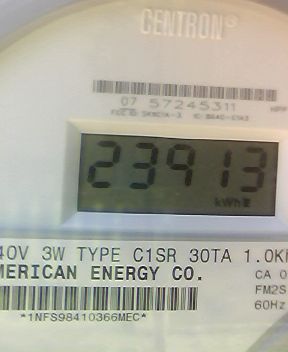 CENTRON®
07 57245311
23913
kWh
40V 3W TYPE C1SR 30TA 1.0K
MERICAN ENERGY CO.
CA 0
FM2S
60Hz
*1NFS98410366MEC*